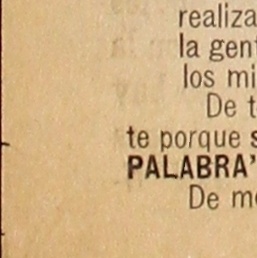 realiza
la gent
los mi
De t
te porque s
PALABRA"
De m